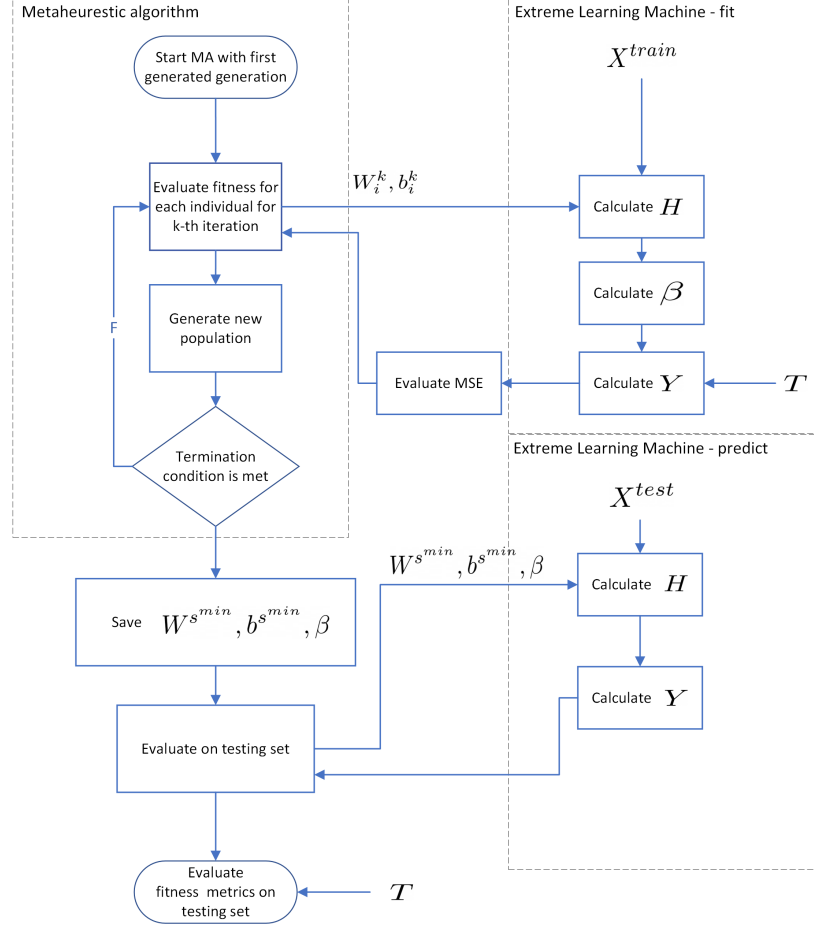 Metaheurestic algorithm
Extreme Learning Machine - fit
Start MA with first
generated generation
X^{train}
Evaluate fitness for
each individual for
k-th iteration
W_i^k, b_i^k
Calculate H
Calculate β
Generate new
population
F
Evaluate MSE
Calculate Y
T
Termination
condition is met
Extreme Learning Machine - predict
X^{test}
W^{s^{min}}, b^{s^{min}}, β
Calculate H
Save W^{s^{min}}, b^{s^{min}}, β
Calculate Y
Evaluate on testing set
Evaluate
fitness metrics on
testing set
T